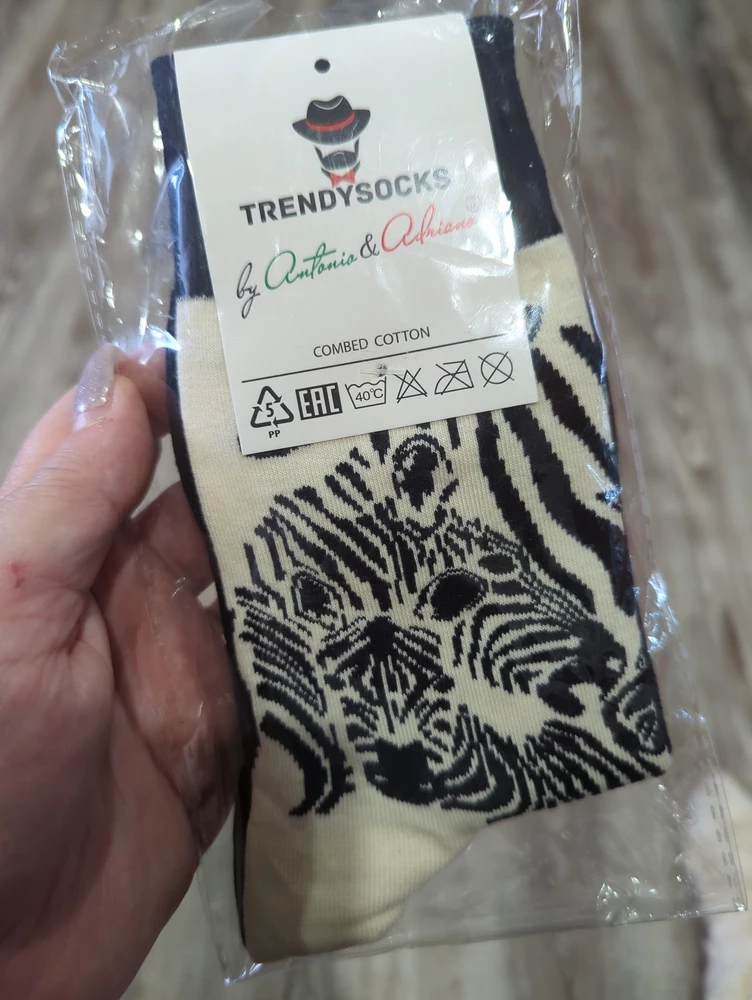 TRENDYSOCKS
by Antonio & Adriano
COMBED COTTON
5 EAC 40°C
PP